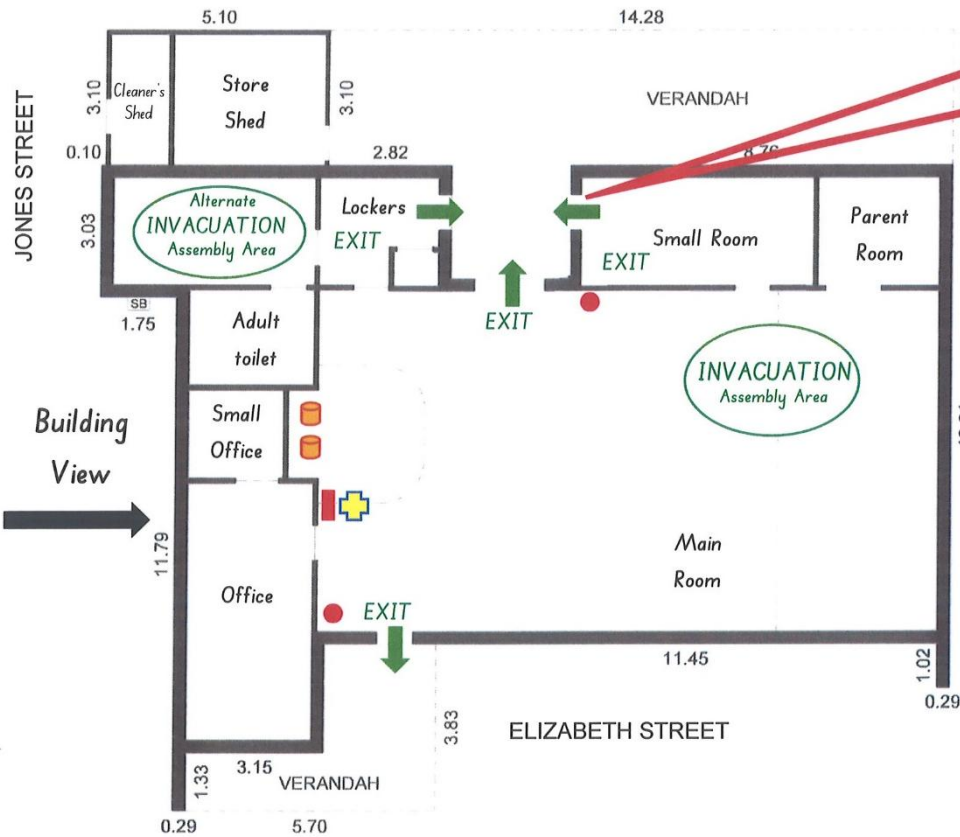 5.10
14.28
JONES STREET
3.10
Cleaner's
Shed
Store
Shed
3.10
VERANDAH
0.10
2.82
8.76
3.03
Alternate
INVACUATION
Assembly Area
Lockers
EXIT
Small Room
EXIT
Parent
Room
SB
1.75
Adult
toilet
EXIT
INVACUATION
Assembly Area
Building
View
Small
Office
11.79
Office
Main
Room
EXIT
11.45
1.02
0.29
3.83
ELIZABETH STREET
3.15
1.33
VERANDAH
0.29
5.70